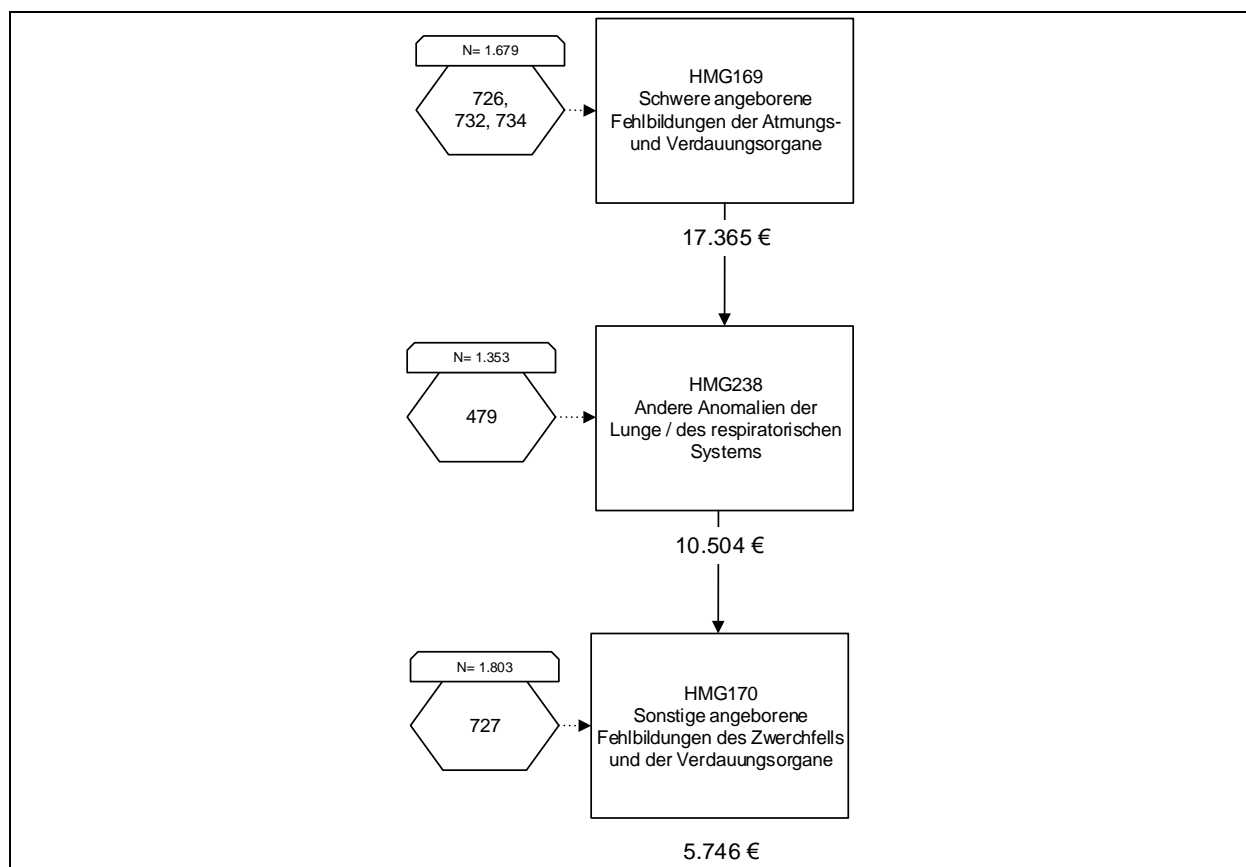 N= 1.679
726,
732, 734
HMG169
Schwere angeborene
Fehlbildungen der Atmungs-
und Verdauungsorgane
17.365 €
N= 1.353
479
HMG238
Andere Anomalien der
Lunge / des respiratorischen
Systems
10.504 €
N= 1.803
727
HMG170
Sonstige angeborene
Fehlbildungen des Zwerchfells
und der Verdauungsorgane
5.746 €